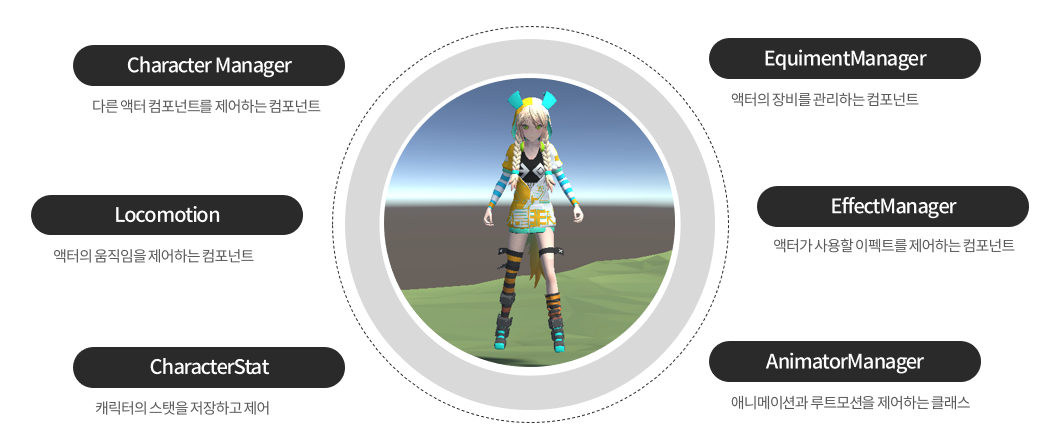 Character Manager
다른 액터 컴포넌트를 제어하는 컴포넌트
EquimentManager
액터의 장비를 관리하는 컴포넌트
Locomotion
액터의 움직임을 제어하는 컴포넌트
EffectManager
액터가 사용할 이펙트를 제어하는 컴포넌트
CharacterStat
캐릭터의 스탯을 저장하고 제어
AnimatorManager
애니메이션과 루트모션을 제어하는 클래스